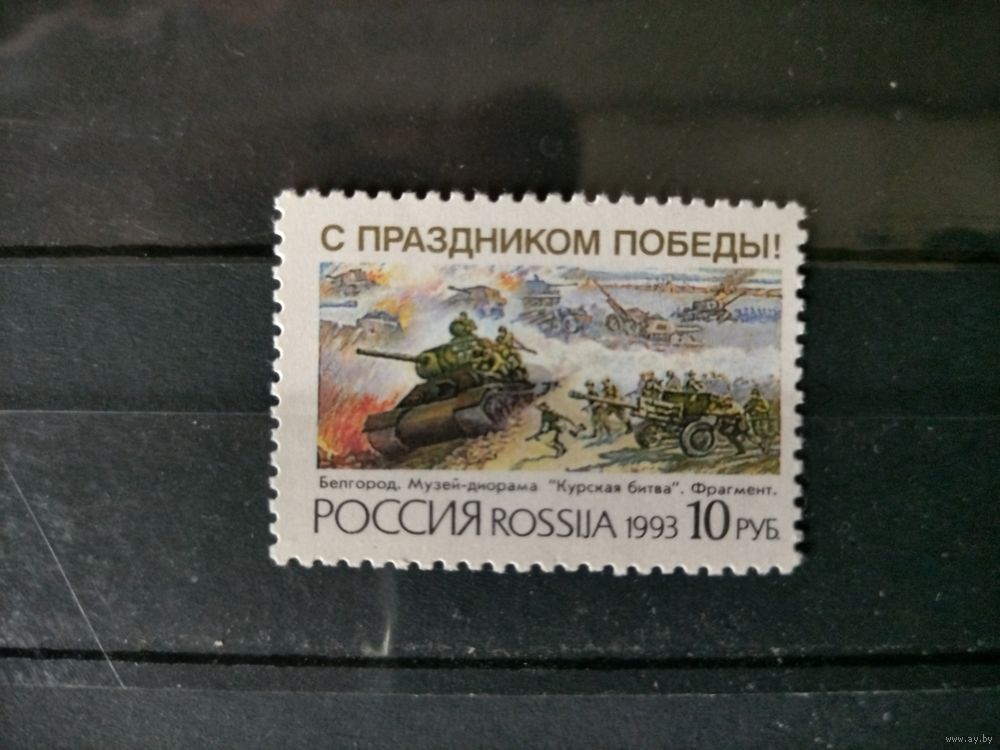 С ПРАЗДНИКОМ ПОБЕДЫ!
Белгород. Музей-диорама "Курская битва". Фрагмент.
РОССИЯ ROSSIJA 1993 10 РУБ.
www.ay.by